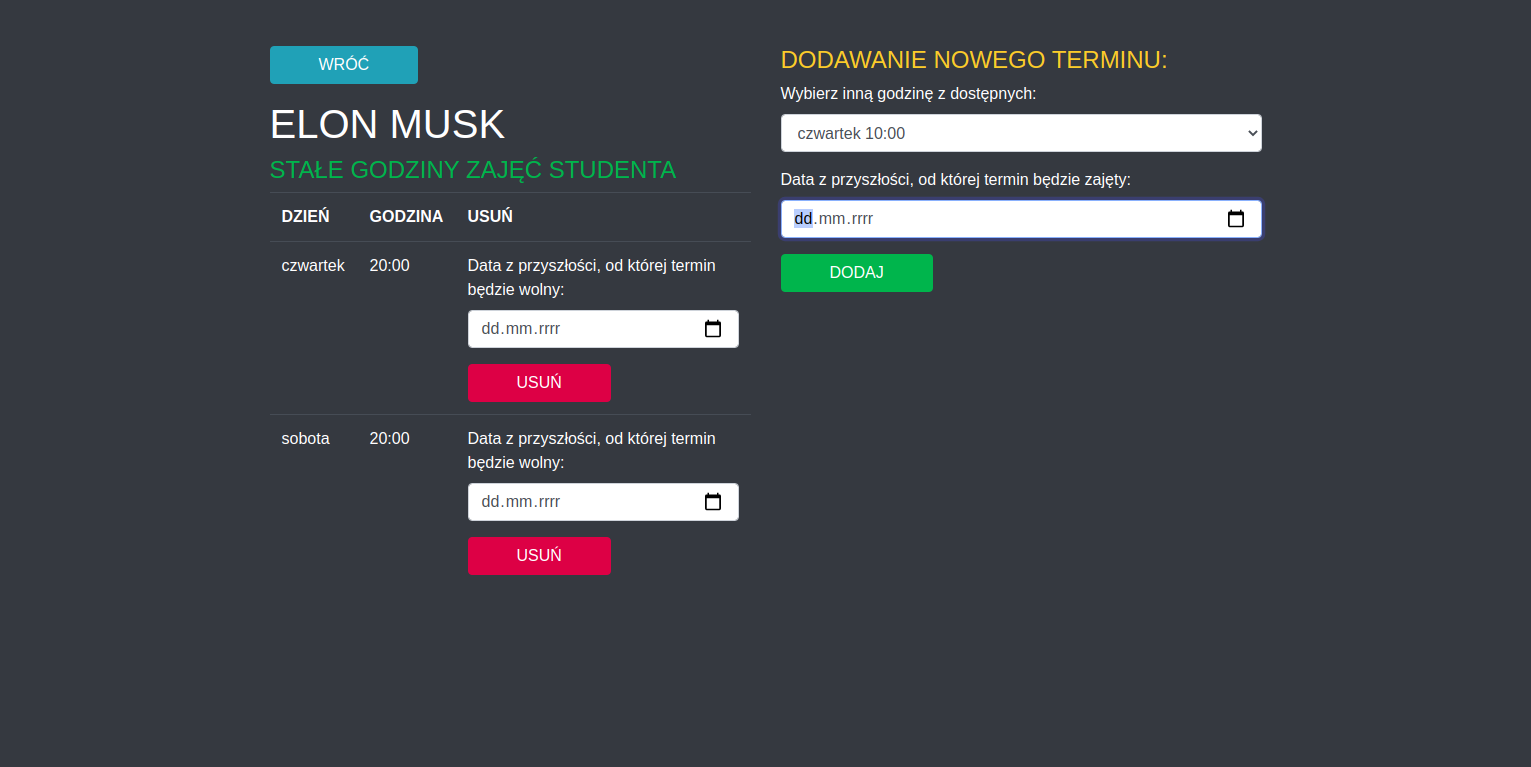 WRÓĆ
ELON MUSK
STAŁE GODZINY ZAJĘĆ STUDENTA
DZIEŃ GODZINA USUŃ
czwartek 20:00 Data z przyszłości, od której termin
będzie wolny:
dd.mm.rrrr
USUŃ
sobota 20:00 Data z przyszłości, od której termin
będzie wolny:
dd.mm.rrrr
USUŃ
DODAWANIE NOWEGO TERMINU:
Wybierz inną godzinę z dostępnych:
czwartek 10:00
Data z przyszłości, od której termin będzie zajęty:
dd.mm.rrrr
DODAJ